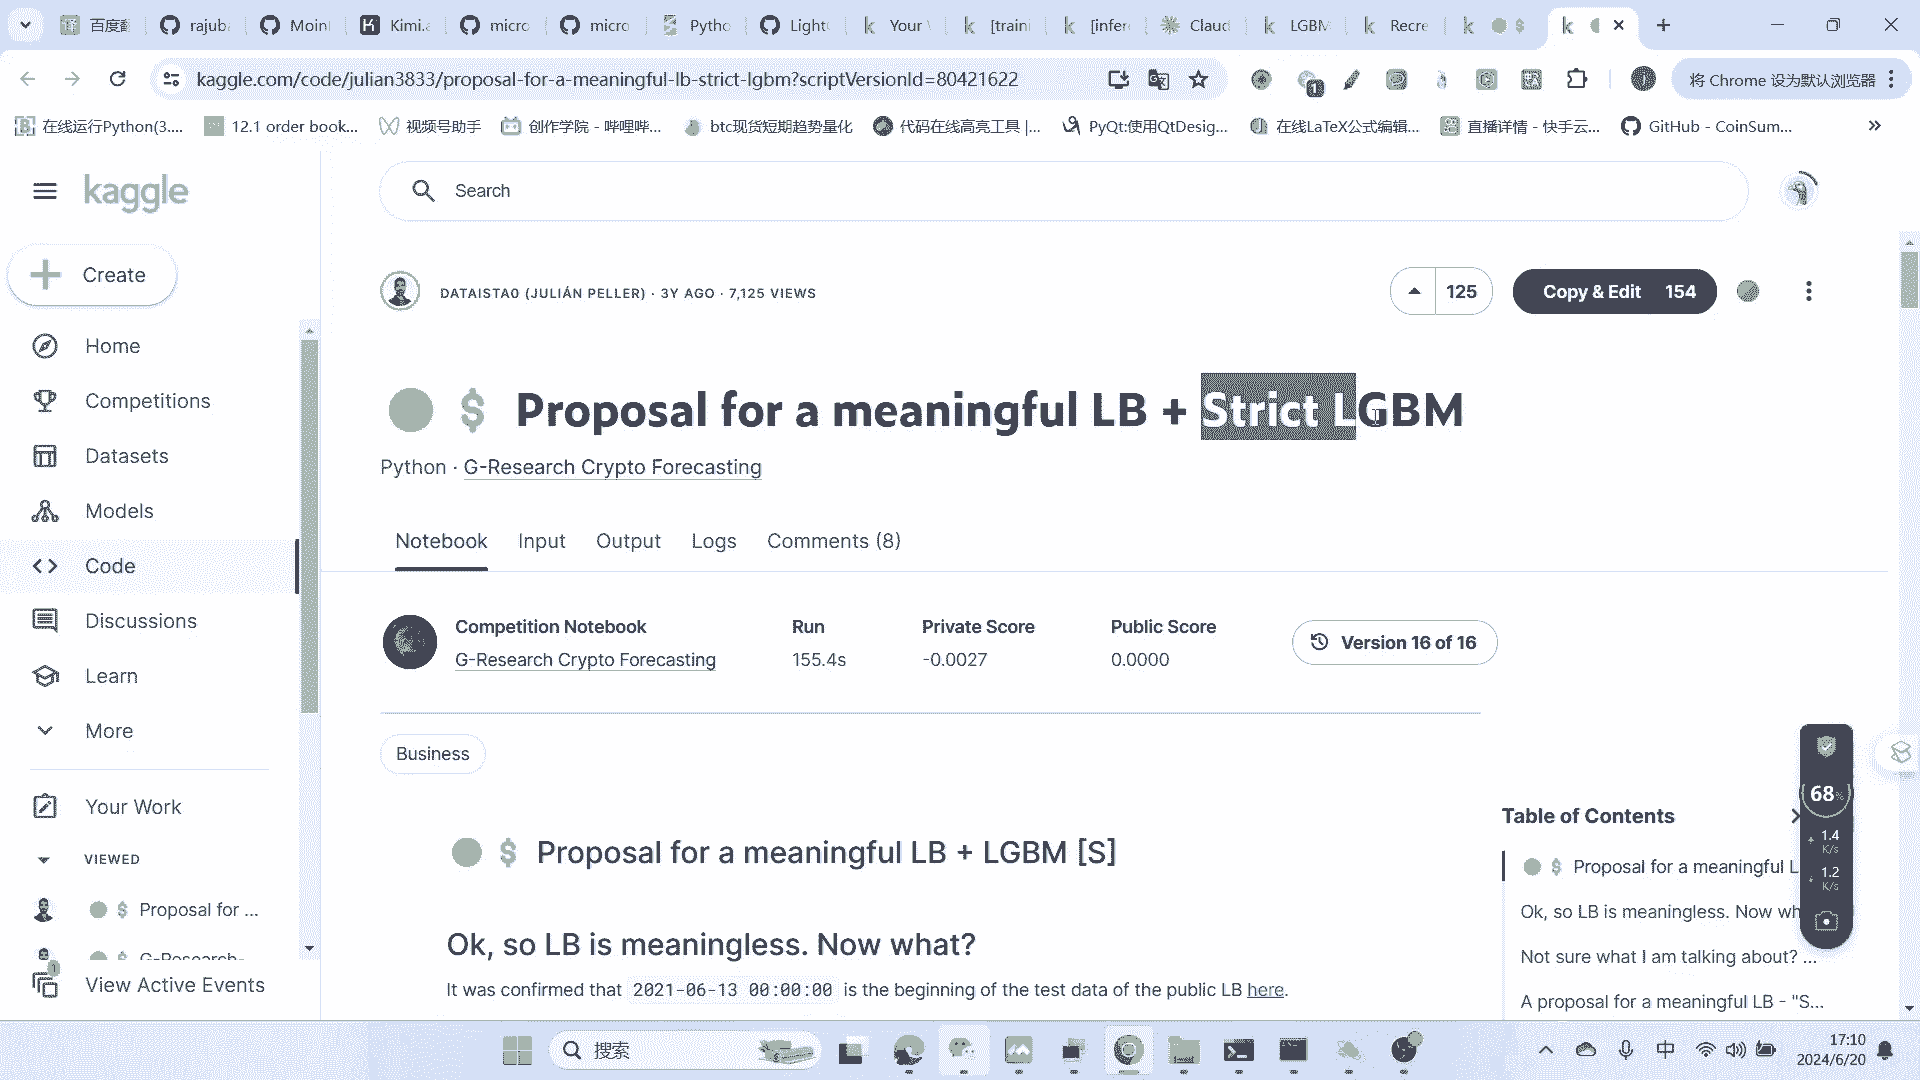 百度翻
rajub
Moinl
Kimi.a
micro
micro
Pytho
Light
Your
[traini
[infer
Claud
LGBM
Recre
$
kaggle.com/code/julian3833/proposal-for-a-meaningful-lb-strict-lgbm?scriptVersionId=80421622
将 Chrome 设为默认浏览器
在线运行Python(3....
12.1 order book...
视频号助手
创作学院 - 哔哩哔...
btc现货短期趋势量化
代码在线高亮工具 |...
PyQt:使用QtDesig...
在线LaTeX公式编辑...
直播详情 - 快手云...
GitHub - CoinSum...
kaggle
Search
Create
DATAISTA0 (JULIÁN PELLER) · 3Y AGO · 7,125 VIEWS
125
Copy & Edit 154
Home
Competitions
Datasets
Models
Code
Discussions
Learn
More
Your Work
VIEWED
$ Proposal for ...
$ G-Research-
View Active Events
1
$ Proposal for a meaningful LB + Strict LGBM
Python · G-Research Crypto Forecasting
Notebook
Input
Output
Logs
Comments (8)
Competition Notebook
G-Research Crypto Forecasting
Run
155.4s
Private Score
-0.0027
Public Score
0.0000
Version 16 of 16
Business
$ Proposal for a meaningful LB + LGBM [S]
Ok, so LB is meaningless. Now what?
It was confirmed that 2021-06-13 00:00:00 is the beginning of the test data of the public LB here.
Table of Contents
$ Proposal for a meaningful L
Ok, so LB is meaningless. Now wh
Not sure what I am talking about? ...
A proposal for a meaningful LB - "S...
68%
1.4
K/s
1.2
K/s
搜索
中
17:10
2024/6/20